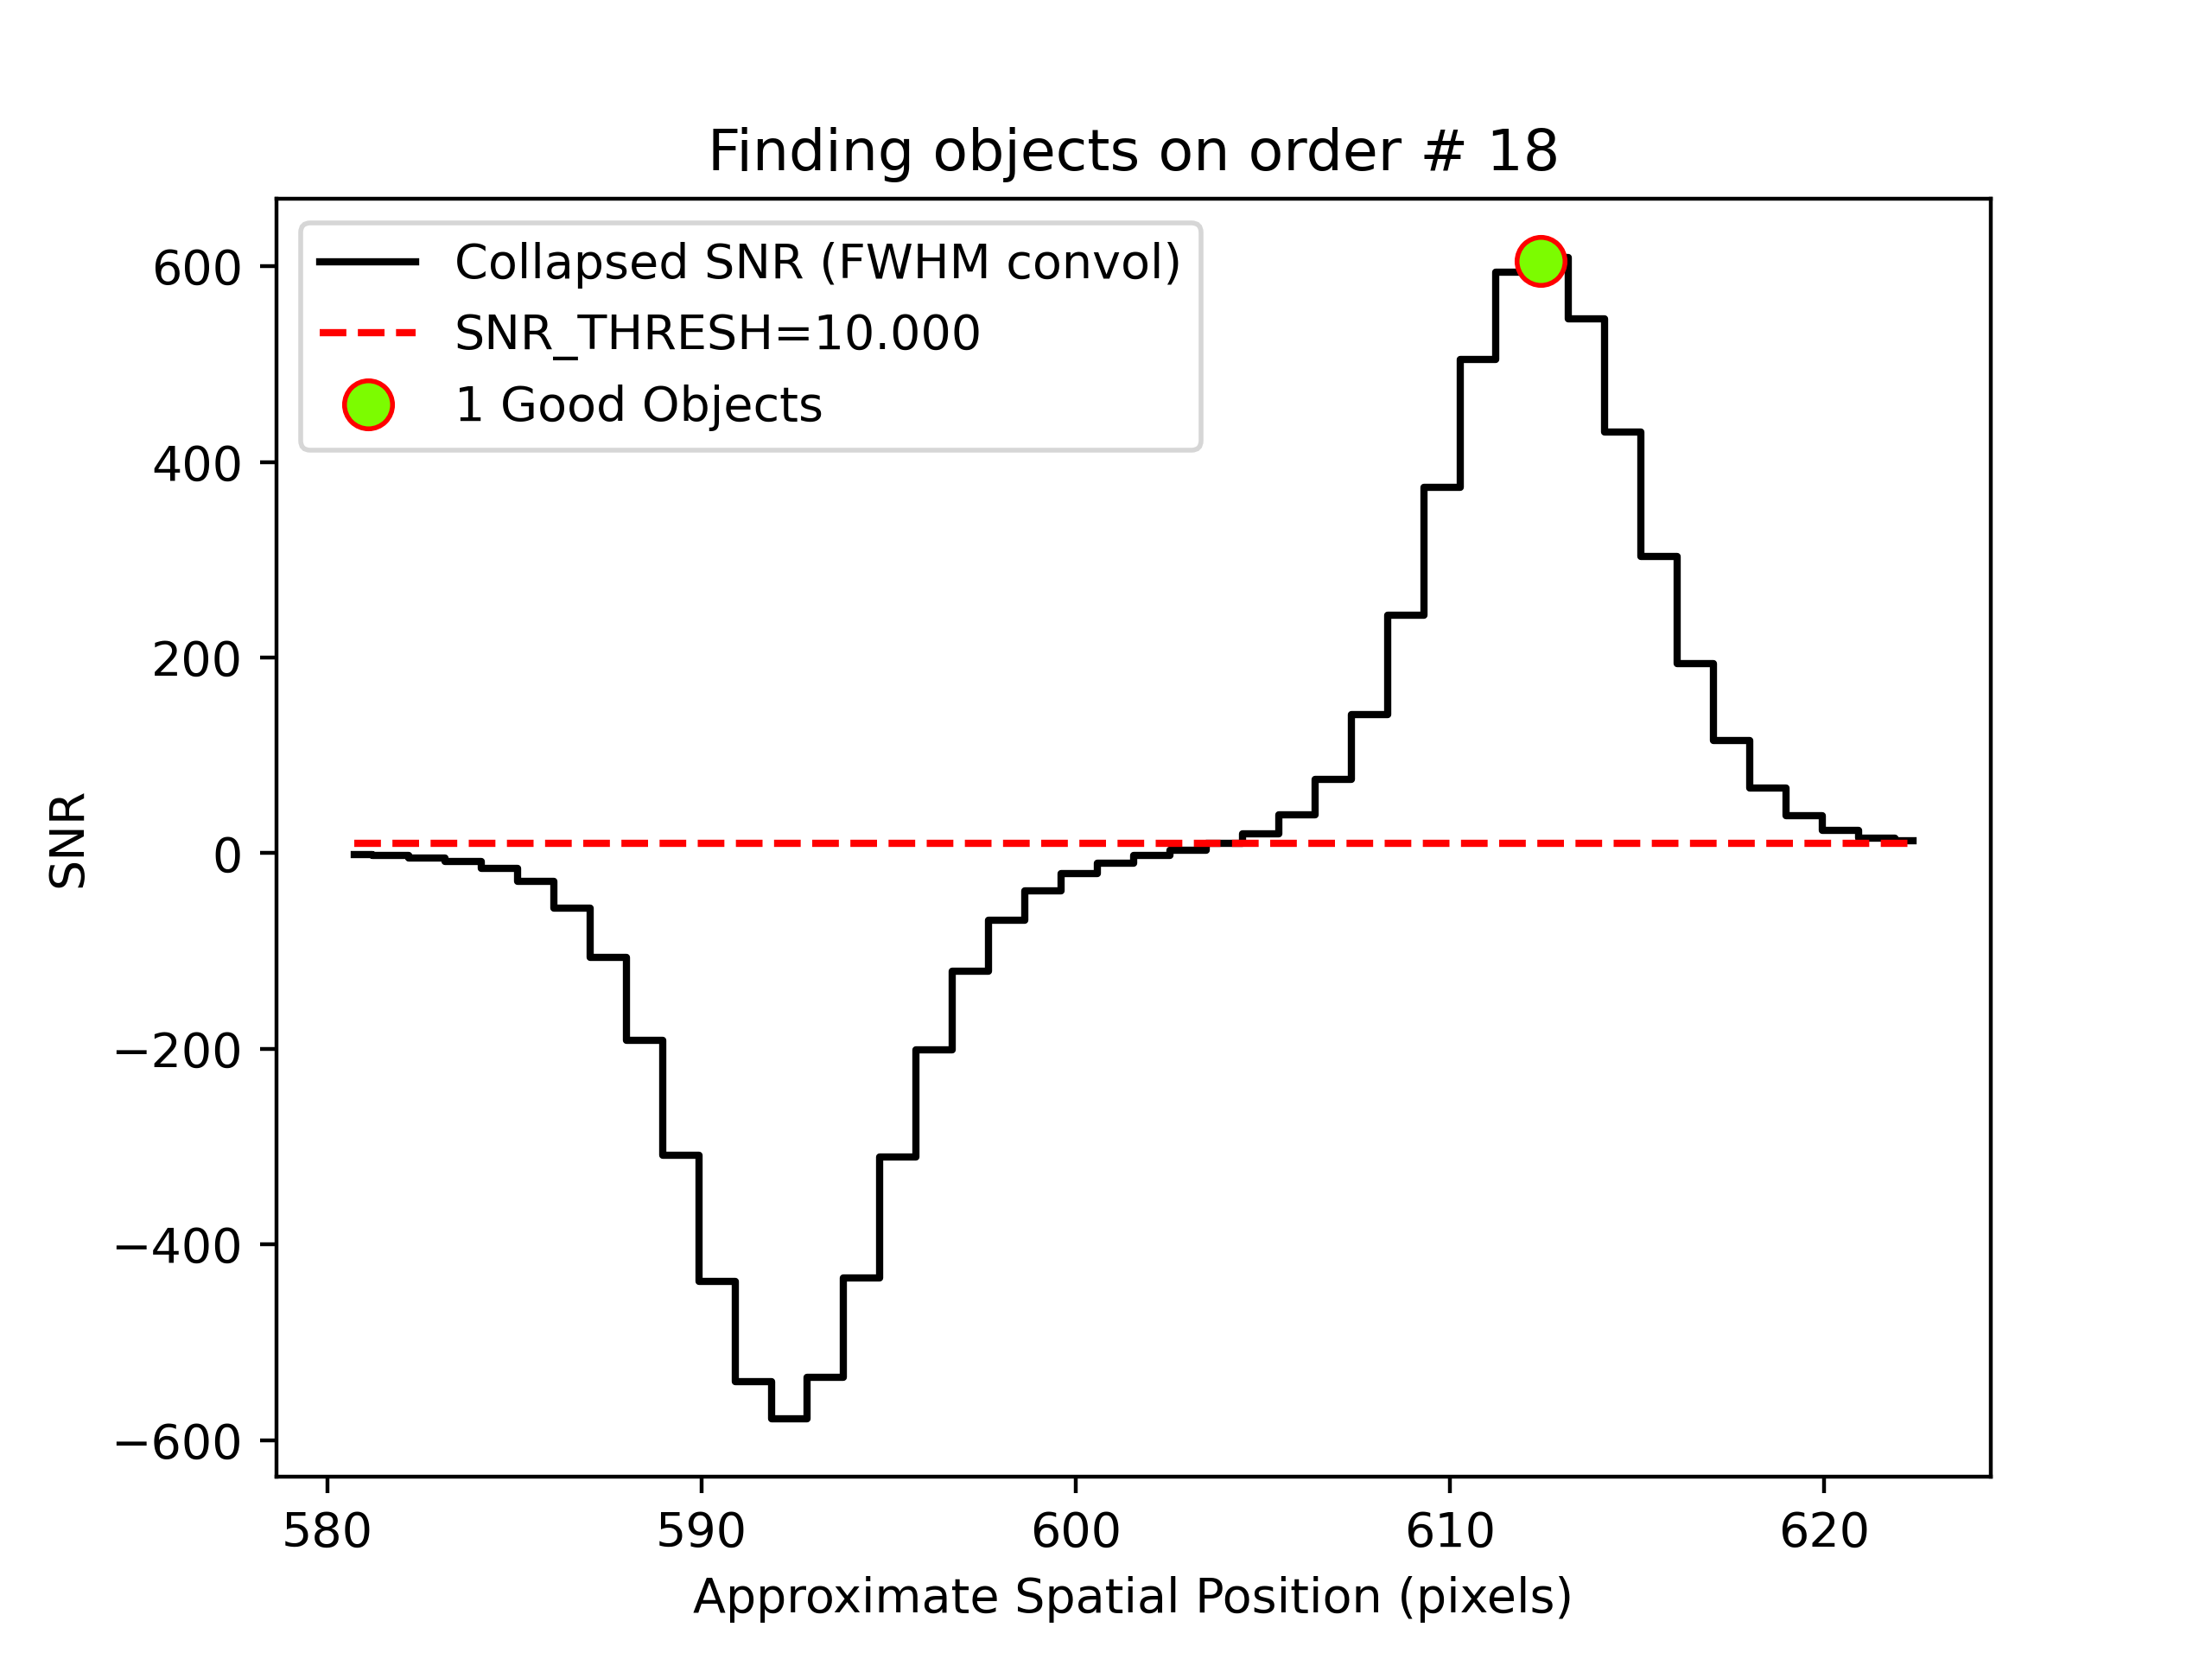 Finding objects on order # 18
Collapsed SNR (FWHM convol)
SNR_THRESH=10.000
1 Good Objects
600
400
200
0
−200
−400
−600
SNR
580 590 600 610 620
Approximate Spatial Position (pixels)